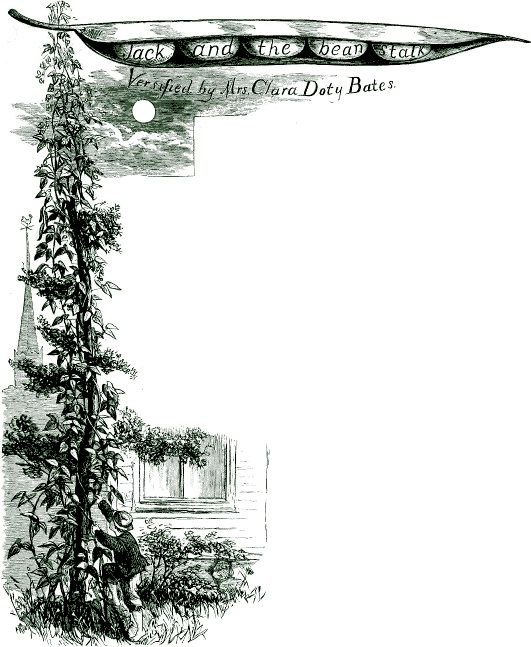 Jack and the bean stalk
Versified by Mrs. Clara Doty Bates.